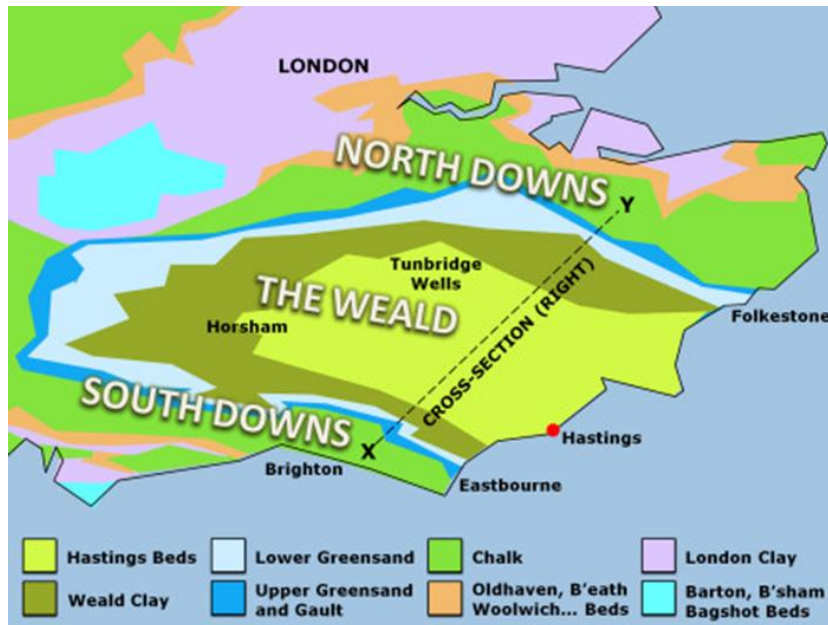 LONDON
NORTH DOWNS
Y
Tunbridge
Wells
THE WEALD
Horsham
CROSS-SECTION (RIGHT)
Folkestone
SOUTH DOWNS
X
Hastings
Brighton
Eastbourne
Hastings Beds
Lower Greensand
Chalk
London Clay
Weald Clay
Upper Greensand
and Gault
Oldhaven, B'eath
Woolwich... Beds
Barton, B'sham
Bagshot Beds